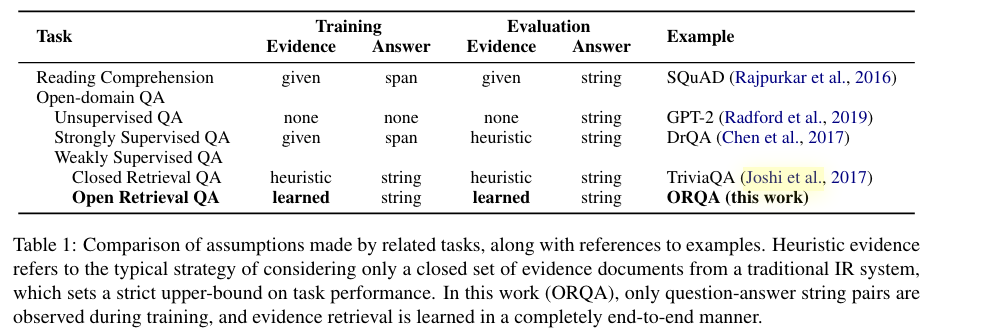 Task Training Evaluation Example
Evidence Answer Evidence Answer
Reading Comprehension given span given string SQuAD (Rajpurkar et al., 2016)
Open-domain QA
Unsupervised QA none none none string GPT-2 (Radford et al., 2019)
Strongly Supervised QA given span heuristic string DrQA (Chen et al., 2017)
Weakly Supervised QA
Closed Retrieval QA heuristic string heuristic string TriviaQA (Joshi et al., 2017)
Open Retrieval QA learned string learned string ORQA (this work)
Table 1: Comparison of assumptions made by related tasks, along with references to examples. Heuristic evidence
refers to the typical strategy of considering only a closed set of evidence documents from a traditional IR system,
which sets a strict upper-bound on task performance. In this work (ORQA), only question-answer string pairs are
observed during training, and evidence retrieval is learned in a completely end-to-end manner.